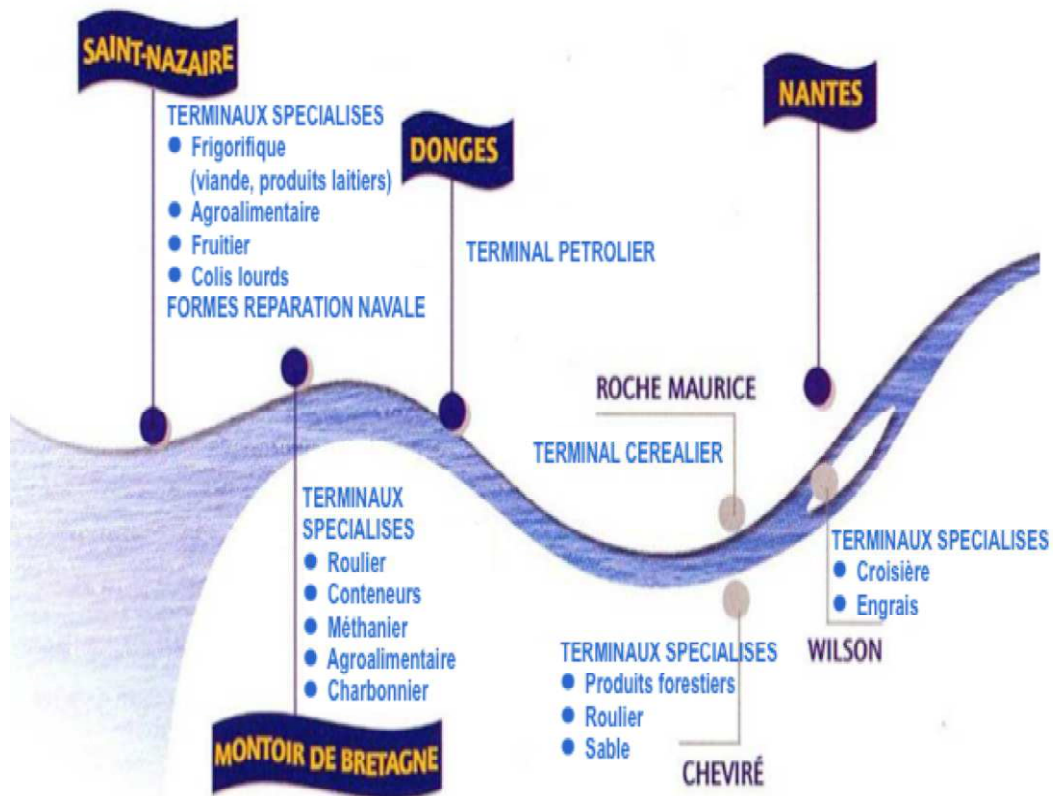 SAINT-NAZAIRE
TERMINAUX SPECIALISES
● Frigorifique
(viande, produits laitiers)
● Agroalimentaire
● Fruitier
● Colis lourds
FORMES REPARATION NAVALE
DONGES
TERMINAL PETROLIER
NANTES
ROCHE MAURICE
TERMINAL CEREALIER
TERMINAUX
SPECIALISES
● Roulier
● Conteneurs
● Méthanier
● Agroalimentaire
● Charbonnier
MONTOIR DE BRETAGNE
TERMINAUX SPECIALISES
● Croisière
● Engrais
WILSON
TERMINAUX SPECIALISES
● Produits forestiers
● Roulier
● Sable
CHEVIRÉ